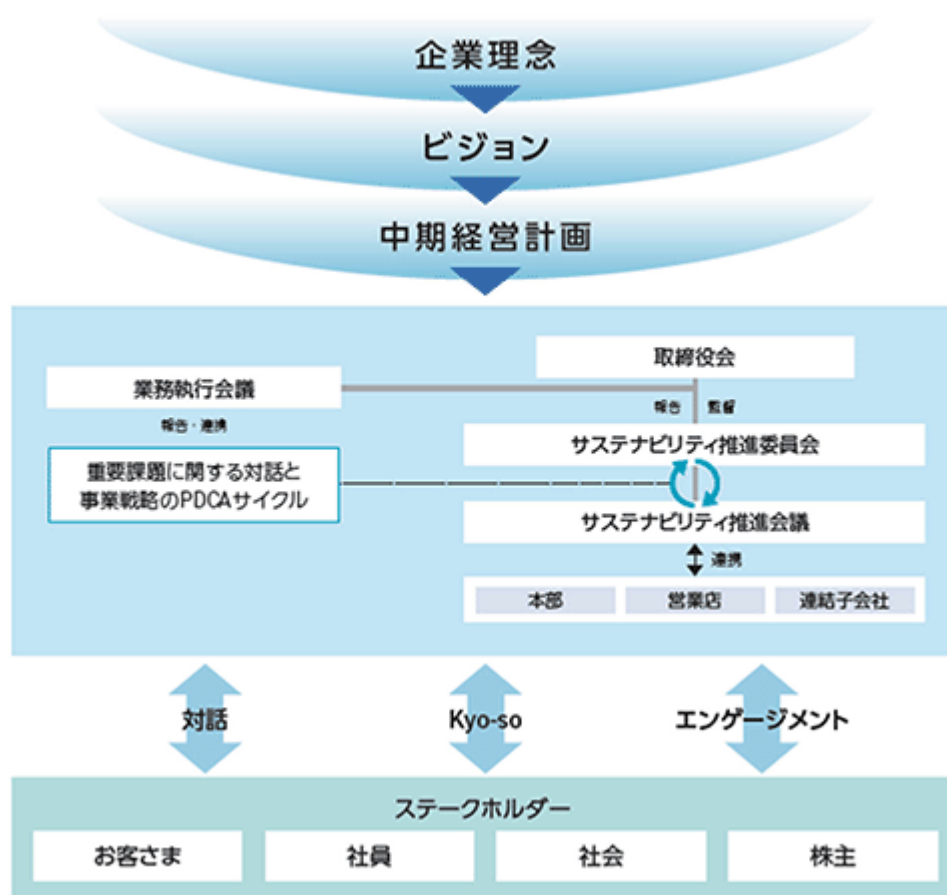 企業理念
ビジョン
中期経営計画
取締役会
業務執行会議
報告 監督
報告・連携
サステナビリティ推進委員会
重要課題に関する対話と
事業戦略のPDCAサイクル
サステナビリティ推進会議
連携
本部 営業店 連結子会社
対話 Kyo-so エンゲージメント
ステークホルダー
お客さま 社員 社会 株主